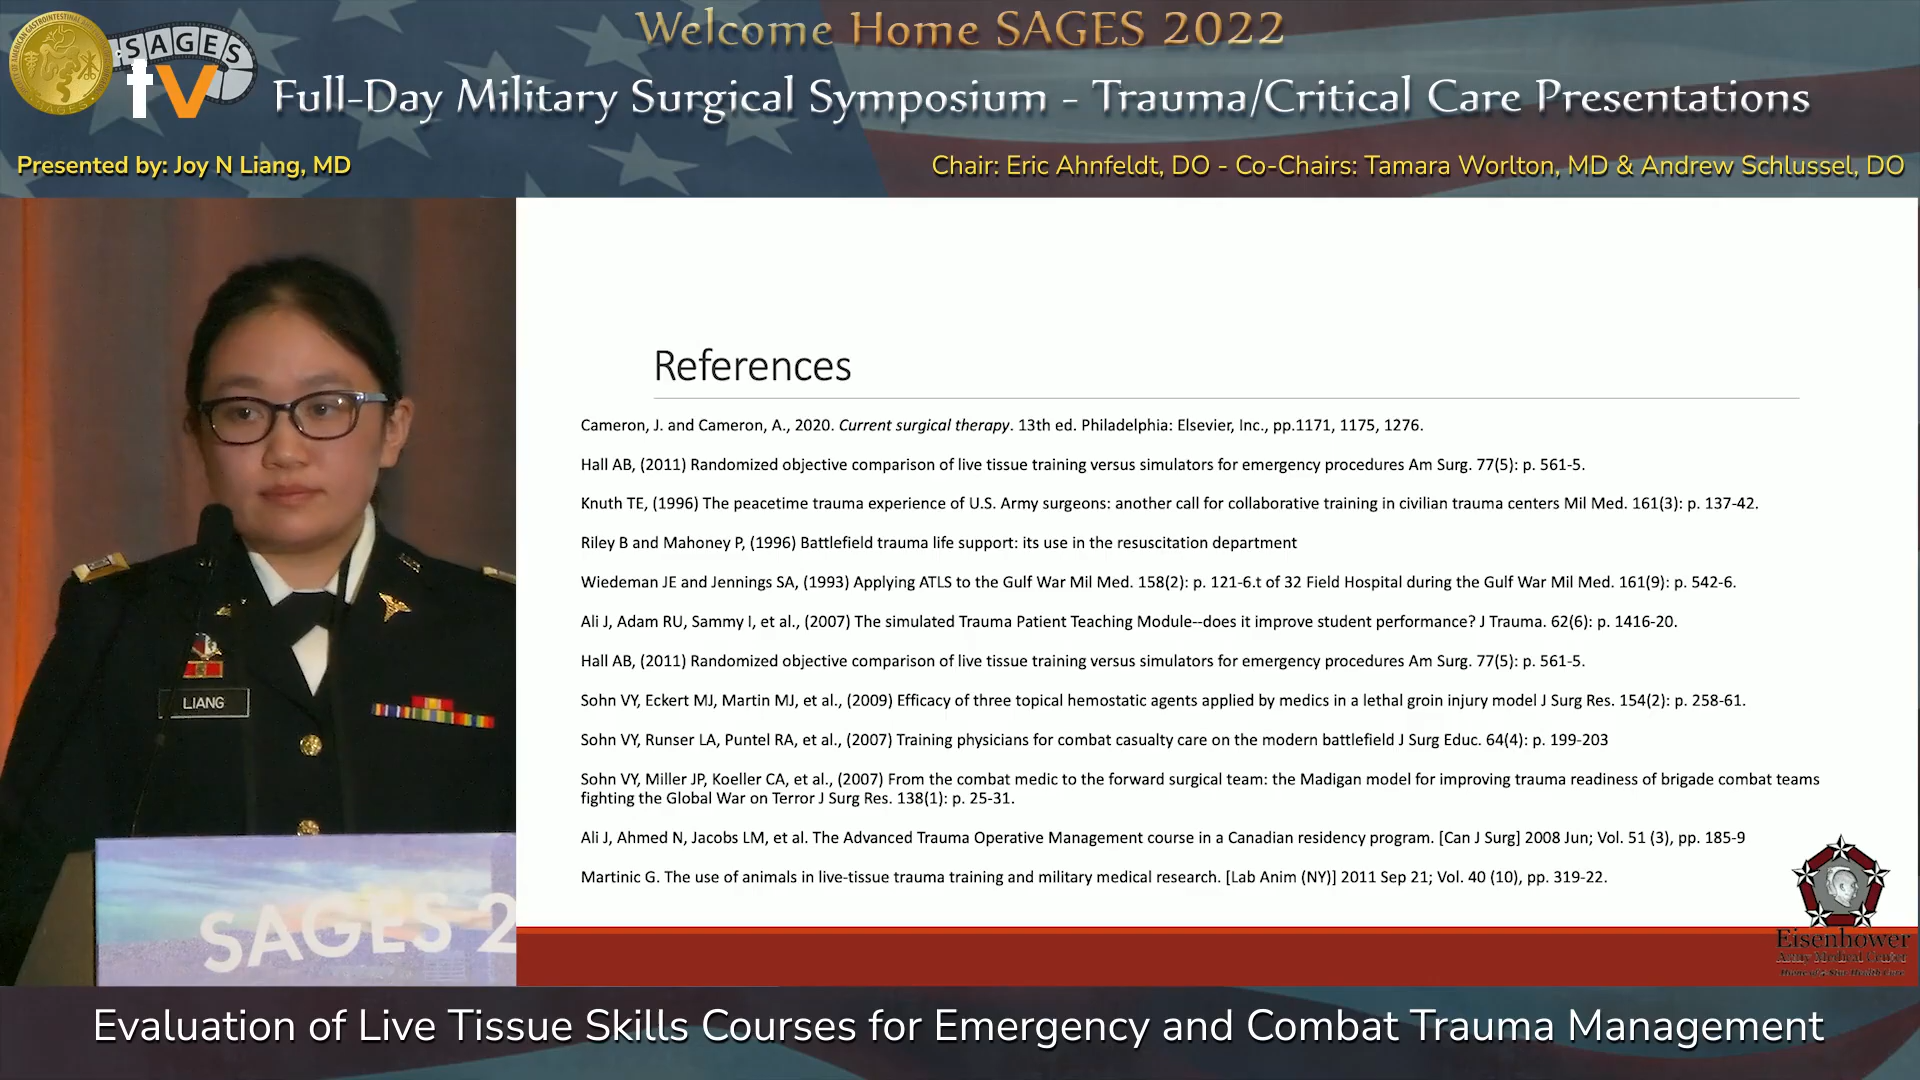 Welcome Home SAGES 2022
SAGES
tv
Full-Day Military Surgical Symposium - Trauma/Critical Care Presentations
Presented by: Joy N Liang, MD
Chair: Eric Ahnfeldt, DO - Co-Chairs: Tamara Worlton, MD & Andrew Schlussel, DO
References
Cameron, J. and Cameron, A., 2020. Current surgical therapy. 13th ed. Philadelphia: Elsevier, Inc., pp.1171, 1175, 1276.
Hall AB, (2011) Randomized objective comparison of live tissue training versus simulators for emergency procedures Am Surg. 77(5): p. 561-5.
Knuth TE, (1996) The peacetime trauma experience of U.S. Army surgeons: another call for collaborative training in civilian trauma centers Mil Med. 161(3): p. 137-42.
Riley B and Mahoney P, (1996) Battlefield trauma life support: its use in the resuscitation department
Wiedeman JE and Jennings SA, (1993) Applying ATLS to the Gulf War Mil Med. 158(2): p. 121-6.t of 32 Field Hospital during the Gulf War Mil Med. 161(9): p. 542-6.
Ali J, Adam RU, Sammy I, et al., (2007) The simulated Trauma Patient Teaching Module--does it improve student performance? J Trauma. 62(6): p. 1416-20.
Hall AB, (2011) Randomized objective comparison of live tissue training versus simulators for emergency procedures Am Surg. 77(5): p. 561-5.
Sohn VY, Eckert MJ, Martin MJ, et al., (2009) Efficacy of three topical hemostatic agents applied by medics in a lethal groin injury model J Surg Res. 154(2): p. 258-61.
Sohn VY, Runser LA, Puntel RA, et al., (2007) Training physicians for combat casualty care on the modern battlefield J Surg Educ. 64(4): p. 199-203
Sohn VY, Miller JP, Koeller CA, et al., (2007) From the combat medic to the forward surgical team: the Madigan model for improving trauma readiness of brigade combat teams
fighting the Global War on Terror J Surg Res. 138(1): p. 25-31.
Ali J, Ahmed N, Jacobs LM, et al. The Advanced Trauma Operative Management course in a Canadian residency program. [Can J Surg] 2008 Jun; Vol. 51 (3), pp. 185-9
Martinic G. The use of animals in live-tissue trauma training and military medical research. [Lab Anim (NY)] 2011 Sep 21; Vol. 40 (10), pp. 319-22.
LIANG
SAGES 2
Eisenhower
Army Medical Center
Evaluation of Live Tissue Skills Courses for Emergency and Combat Trauma Management